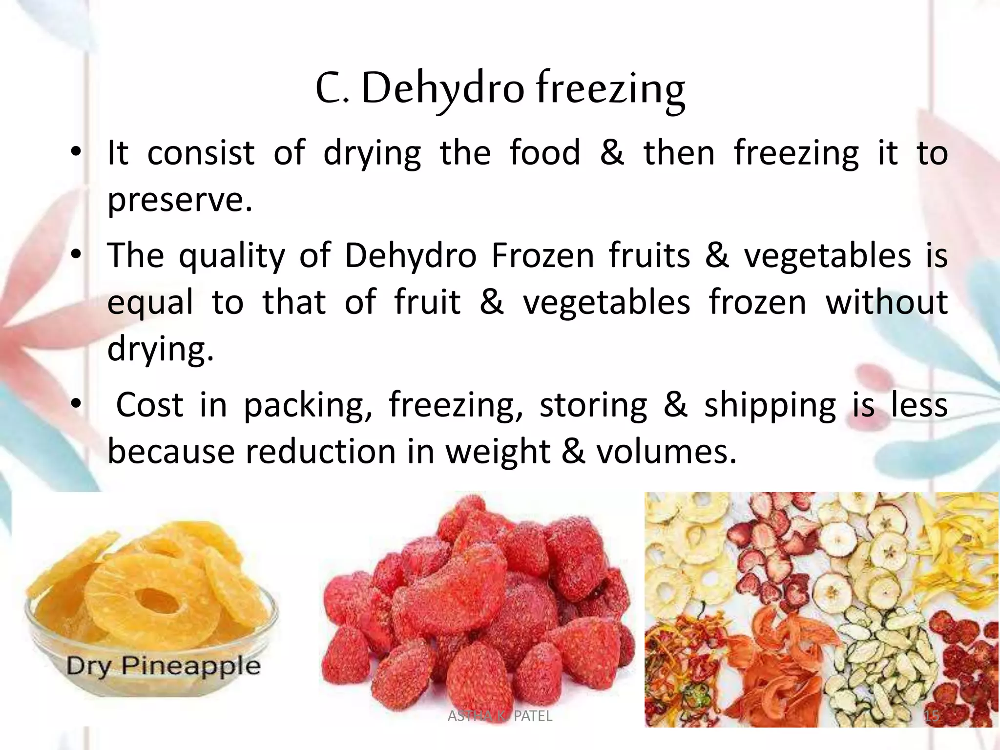 C. Dehydro freezing
• It consist of drying the food & then freezing it to
preserve.
• The quality of Dehydro Frozen fruits & vegetables is
equal to that of fruit & vegetables frozen without
drying.
• Cost in packing, freezing, storing & shipping is less
because reduction in weight & volumes.
Dry Pineapple
ASTHA K. PATEL
15